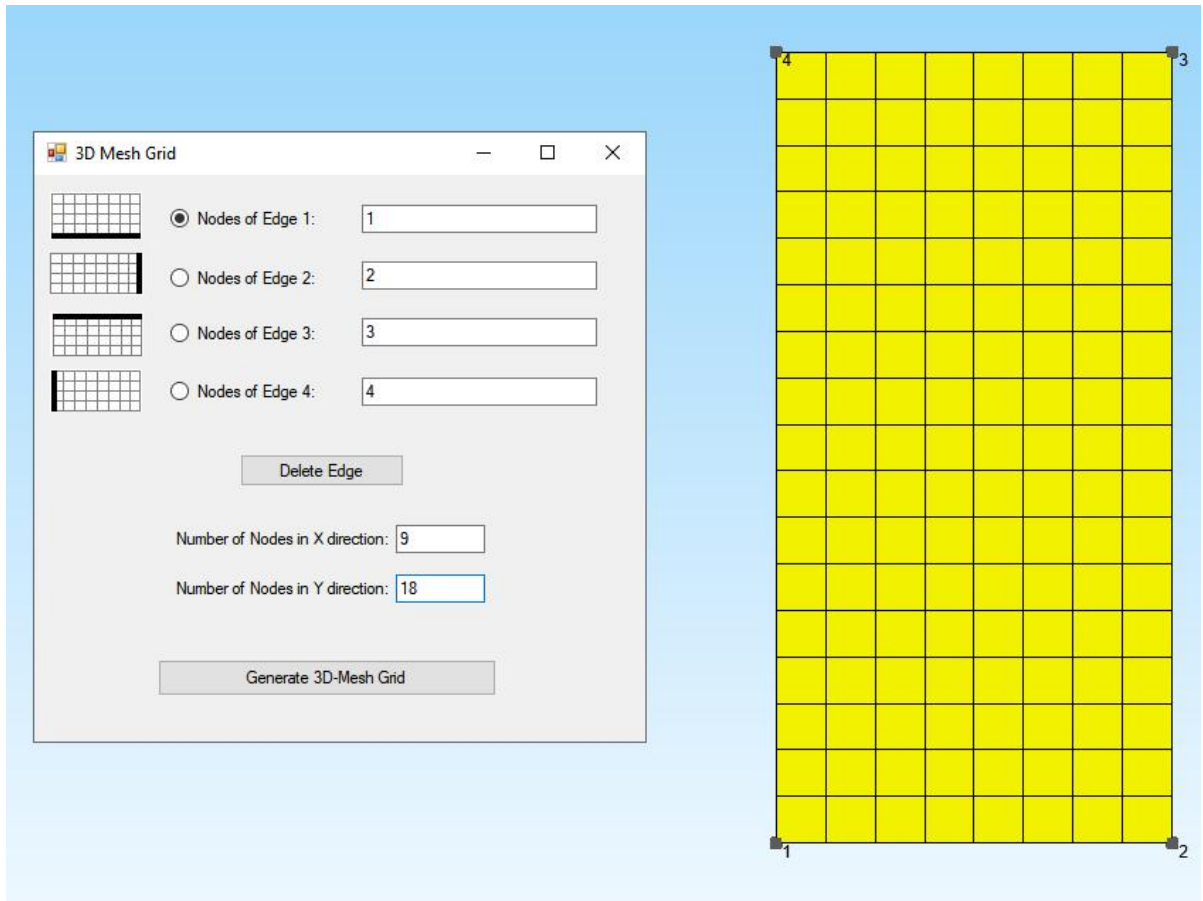 3D Mesh Grid
Nodes of Edge 1: 1
Nodes of Edge 2: 2
Nodes of Edge 3: 3
Nodes of Edge 4: 4
Delete Edge
Number of Nodes in X direction: 9
Number of Nodes in Y direction: 18
Generate 3D-Mesh Grid
4 3
1 2